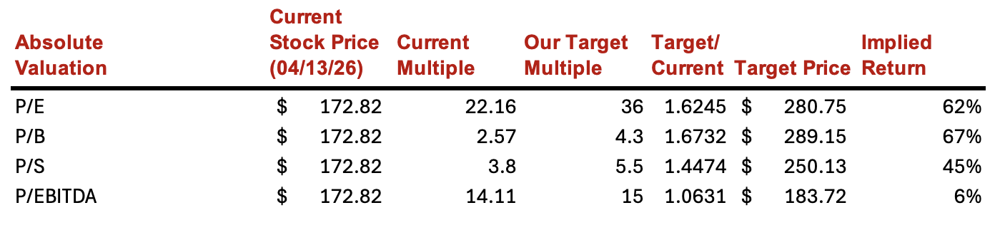 Absolute Valuation Current Stock Price (04/13/26) Current Multiple Our Target Multiple Target/ Current Target Price Implied Return
P/E $ 172.82 22.16 36 1.6245 $ 280.75 62%
P/B $ 172.82 2.57 4.3 1.6732 $ 289.15 67%
P/S $ 172.82 3.8 5.5 1.4474 $ 250.13 45%
P/EBITDA $ 172.82 14.11 15 1.0631 $ 183.72 6%